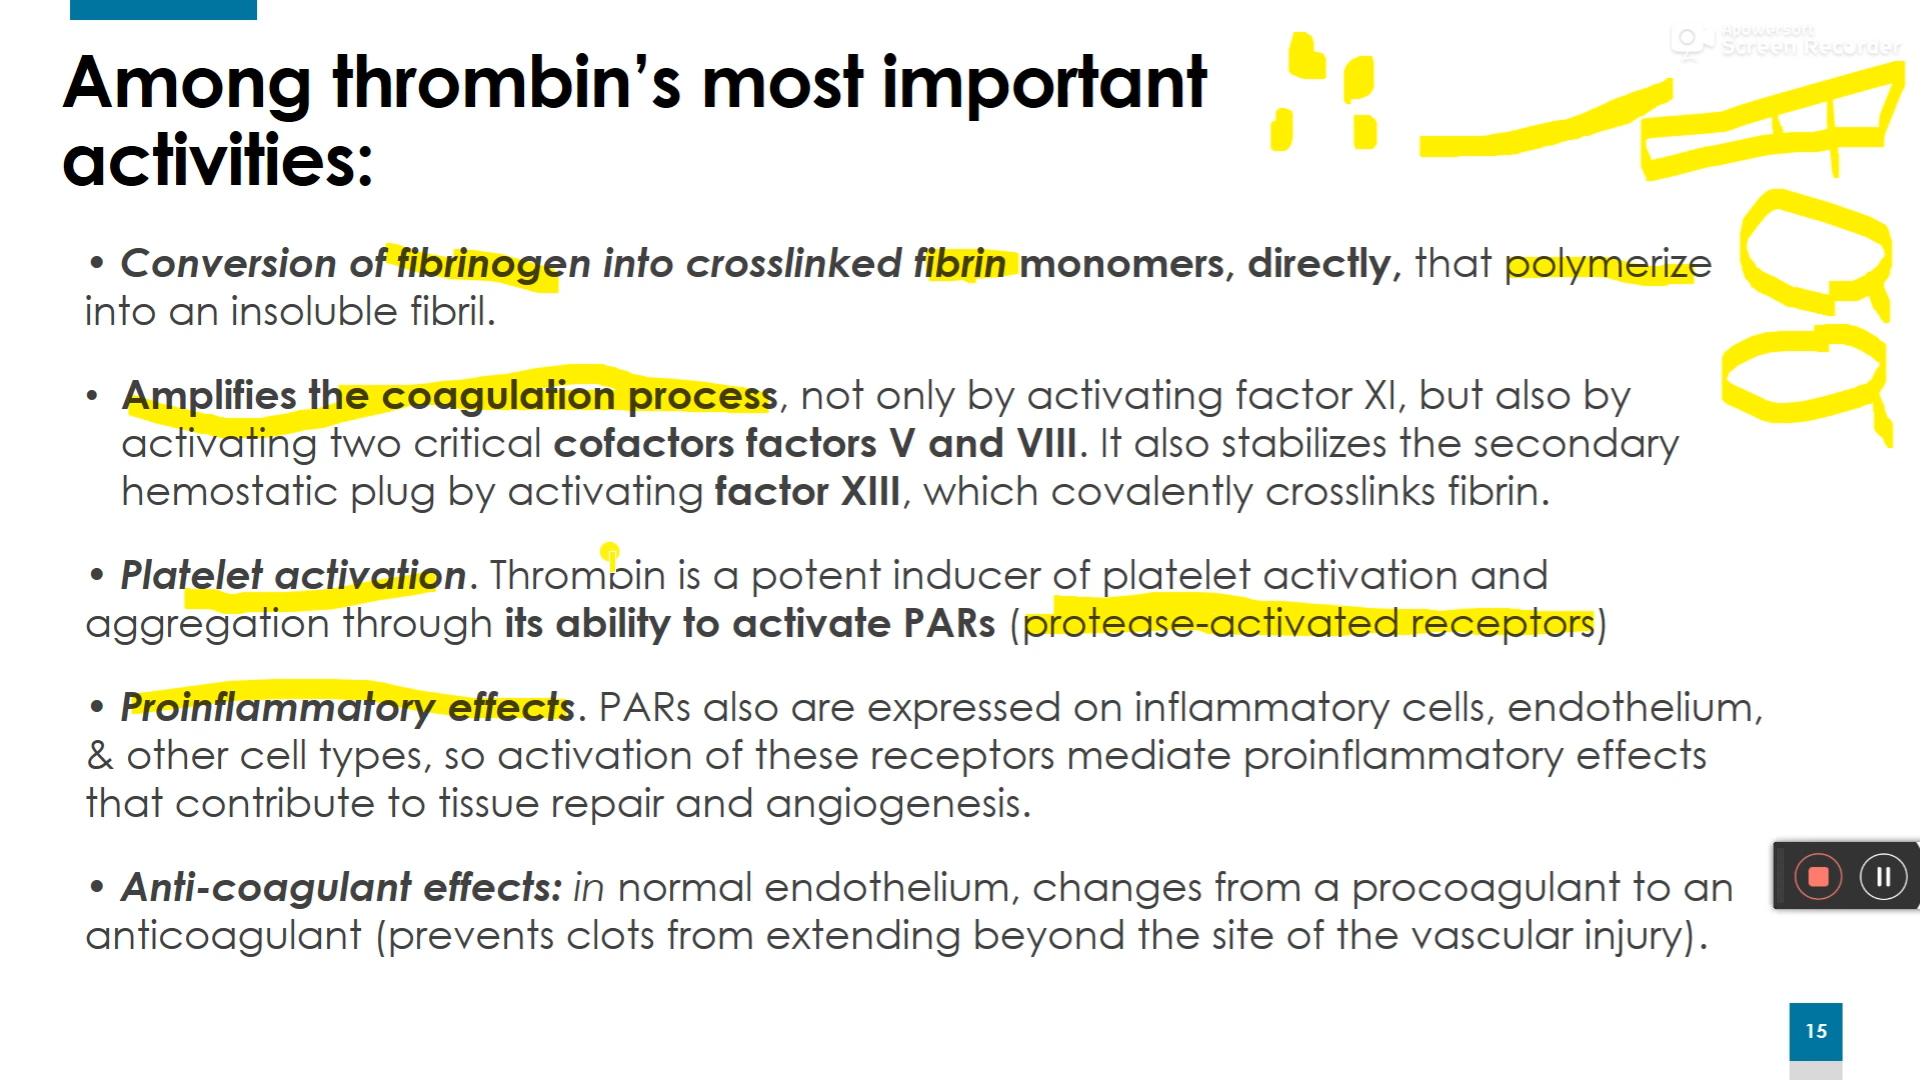 Apowersoft
Screen Recorder
Among thrombin’s most important
activities:
• Conversion of fibrinogen into crosslinked fibrin monomers, directly, that polymerize
into an insoluble fibril.
• Amplifies the coagulation process, not only by activating factor XI, but also by
activating two critical cofactors factors V and VIII. It also stabilizes the secondary
hemostatic plug by activating factor XIII, which covalently crosslinks fibrin.
• Platelet activation. Thrombin is a potent inducer of platelet activation and
aggregation through its ability to activate PARs (protease-activated receptors)
• Proinflammatory effects. PARs also are expressed on inflammatory cells, endothelium,
& other cell types, so activation of these receptors mediate proinflammatory effects
that contribute to tissue repair and angiogenesis.
• Anti-coagulant effects: in normal endothelium, changes from a procoagulant to an
anticoagulant (prevents clots from extending beyond the site of the vascular injury).
15